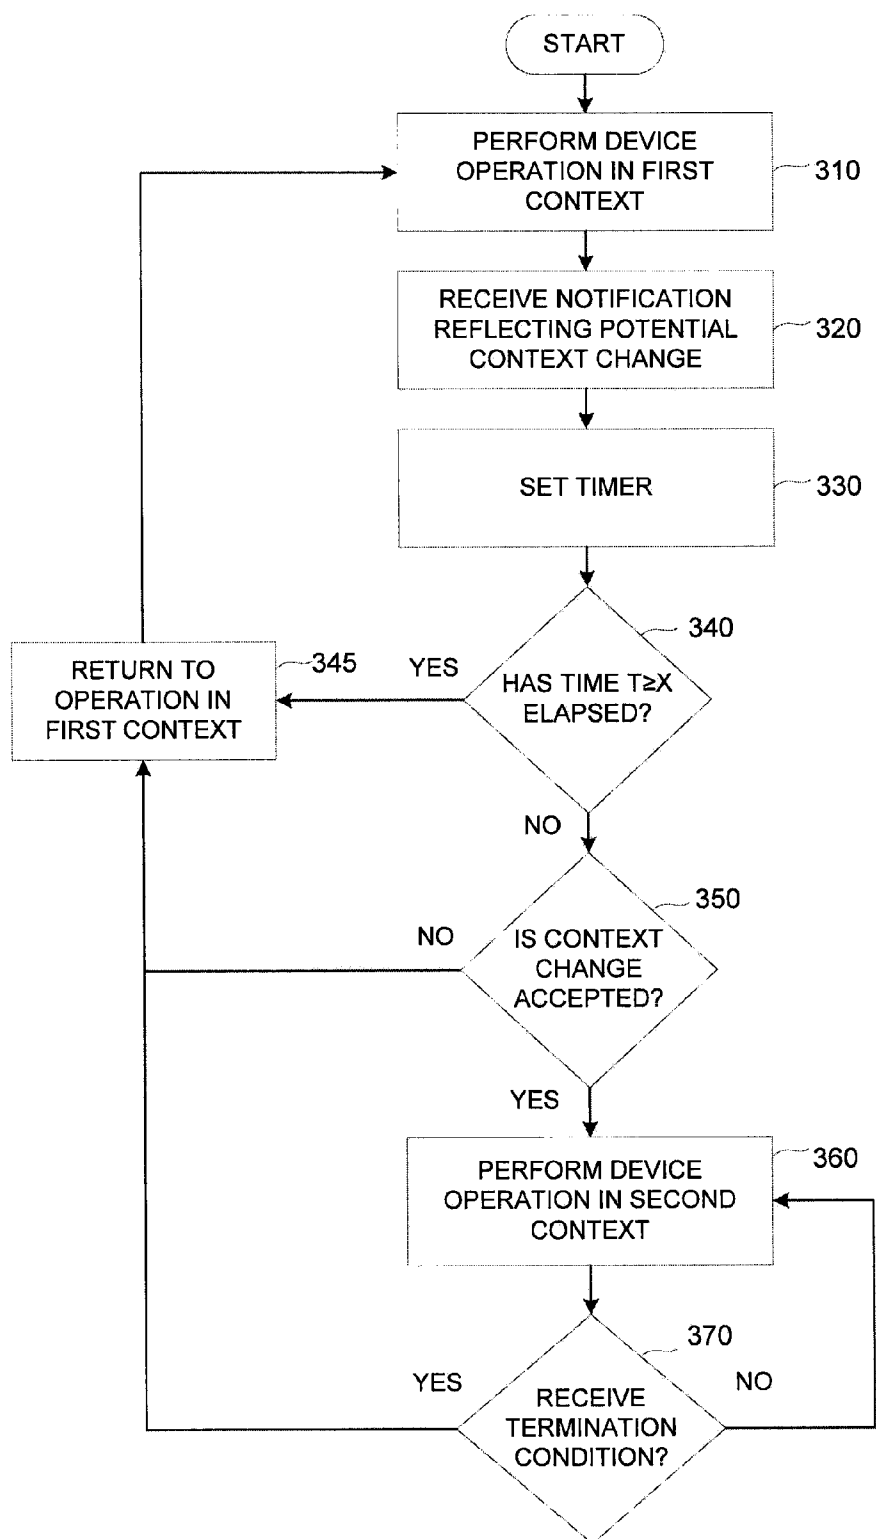 START
PERFORM DEVICE
OPERATION IN FIRST
CONTEXT
310
RECEIVE NOTIFICATION
REFLECTING POTENTIAL
CONTEXT CHANGE
320
SET TIMER
330
340
HAS TIME T≥X
ELAPSED?
YES
345
RETURN TO
OPERATION IN
FIRST CONTEXT
NO
350
IS CONTEXT
CHANGE
ACCEPTED?
NO
YES
360
PERFORM DEVICE
OPERATION IN SECOND
CONTEXT
370
YES
NO
RECEIVE
TERMINATION
CONDITION?